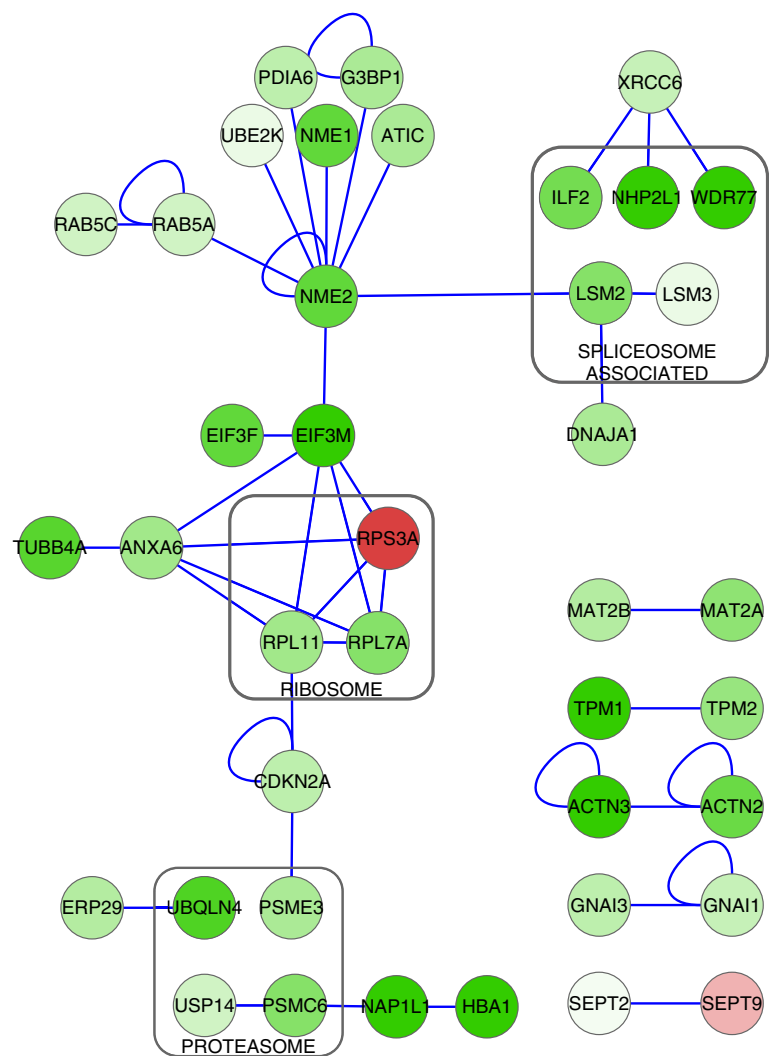 PDIA6 G3BP1 XRCC6
UBE2K NME1 ATIC
ILF2 NHP2L1 WDR77
RAB5C RAB5A
NME2 LSM2 LSM3
SPLICEOSOME
ASSOCIATED
EIF3F EIF3M DNAJA1
TUBB4A ANXA6 RPS3A
MAT2B MAT2A
RPL11 RPL7A
RIBOSOME
TPM1 TPM2
CDKN2A
ACTN3 ACTN2
ERP29 UBQLN4 PSME3 GNAI3 GNAI1
USP14 PSMC6 NAP1L1 HBA1 SEPT2 SEPT9
PROTEASOME